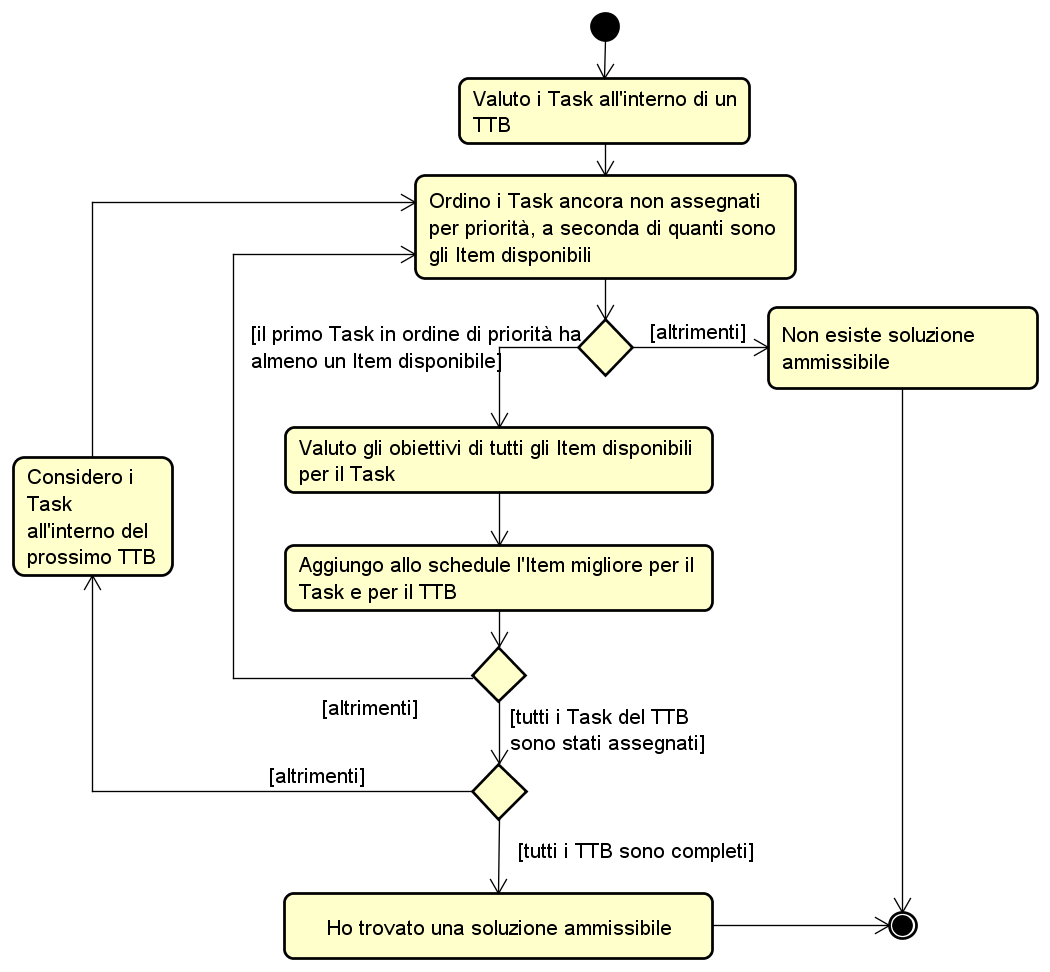 Valuto i Task all'interno di un
TTB
Ordino i Task ancora non assegnati
per priorità, a seconda di quanti sono
gli Item disponibili
[il primo Task in ordine di priorità ha
almeno un Item disponibile]
[altrimenti]
Non esiste soluzione
ammissibile
Valuto gli obiettivi di tutti gli Item disponibili
per il Task
Considero i
Task
all'interno del
prossimo TTB
Aggiungo allo schedule l'Item migliore per il
Task e per il TTB
[altrimenti]
[tutti i Task del TTB
sono stati assegnati]
[altrimenti]
[tutti i TTB sono completi]
Ho trovato una soluzione ammissibile